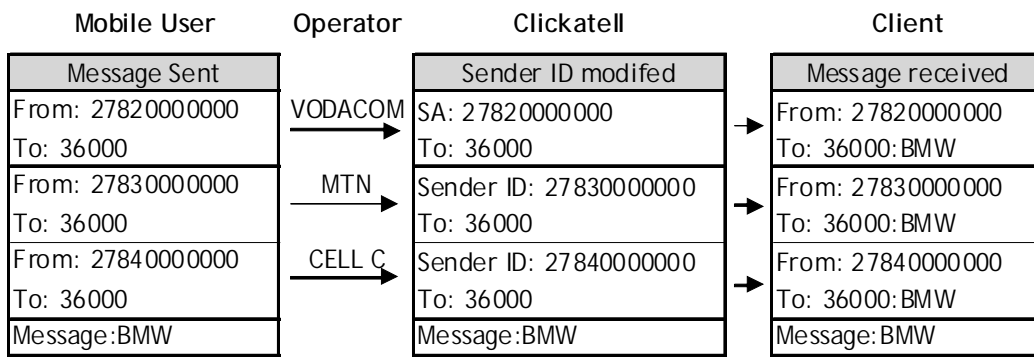 Mobile User Operator Clickatell Client
Message Sent Sender ID modifed Message received
From: 27820000000 VODACOM SA: 27820000000 From: 27820000000
To: 36000 To: 36000 To: 36000:BMW
From: 27830000000 MTN Sender ID: 27830000000 From: 27830000000
To: 36000 To: 36000 To: 36000:BMW
From: 27840000000 CELL C Sender ID: 27840000000 From: 27840000000
To: 36000 To: 36000 To: 36000:BMW
Message:BMW Message:BMW Message:BMW